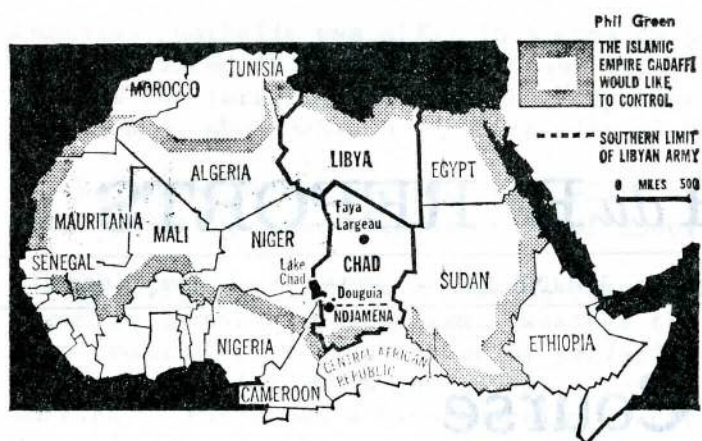 Phil Green
THE ISLAMIC
EMPIRE GADAFFI
WOULD LIKE
TO CONTROL.
SOUTHERN LIMIT
OF LIBYAN ARMY
0 MILES 500
TUNISIA
MOROCCO
ALGERIA
LIBYA
EGYPT
MAURITANIA
MALI
NIGER
Faya
Largeau
CHAD
SENEGAL
Lake
Chad
SUDAN
Douguia
NDJAMENA
NIGERIA
ETHIOPIA
CENTRAL AFRICAN
REPUBLIC
CAMEROON
Course